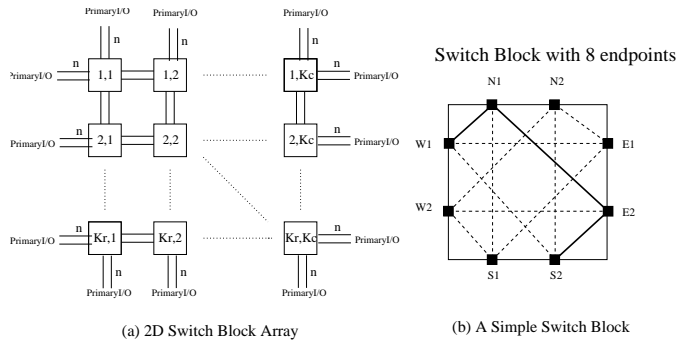 PrimaryI/O PrimaryI/O PrimaryI/O
n n n
PrimaryI/O n 1,1 1,2 1,Kc n PrimaryI/O
PrimaryI/O n 2,1 2,2 2,Kc n PrimaryI/O
PrimaryI/O n Kr,1 Kr,2 Kr,Kc n PrimaryI/O
n n n
PrimaryI/O PrimaryI/O PrimaryI/O
(a) 2D Switch Block Array
Switch Block with 8 endpoints
N1 N2
W1 E1
W2 E2
S1 S2
(b) A Simple Switch Block